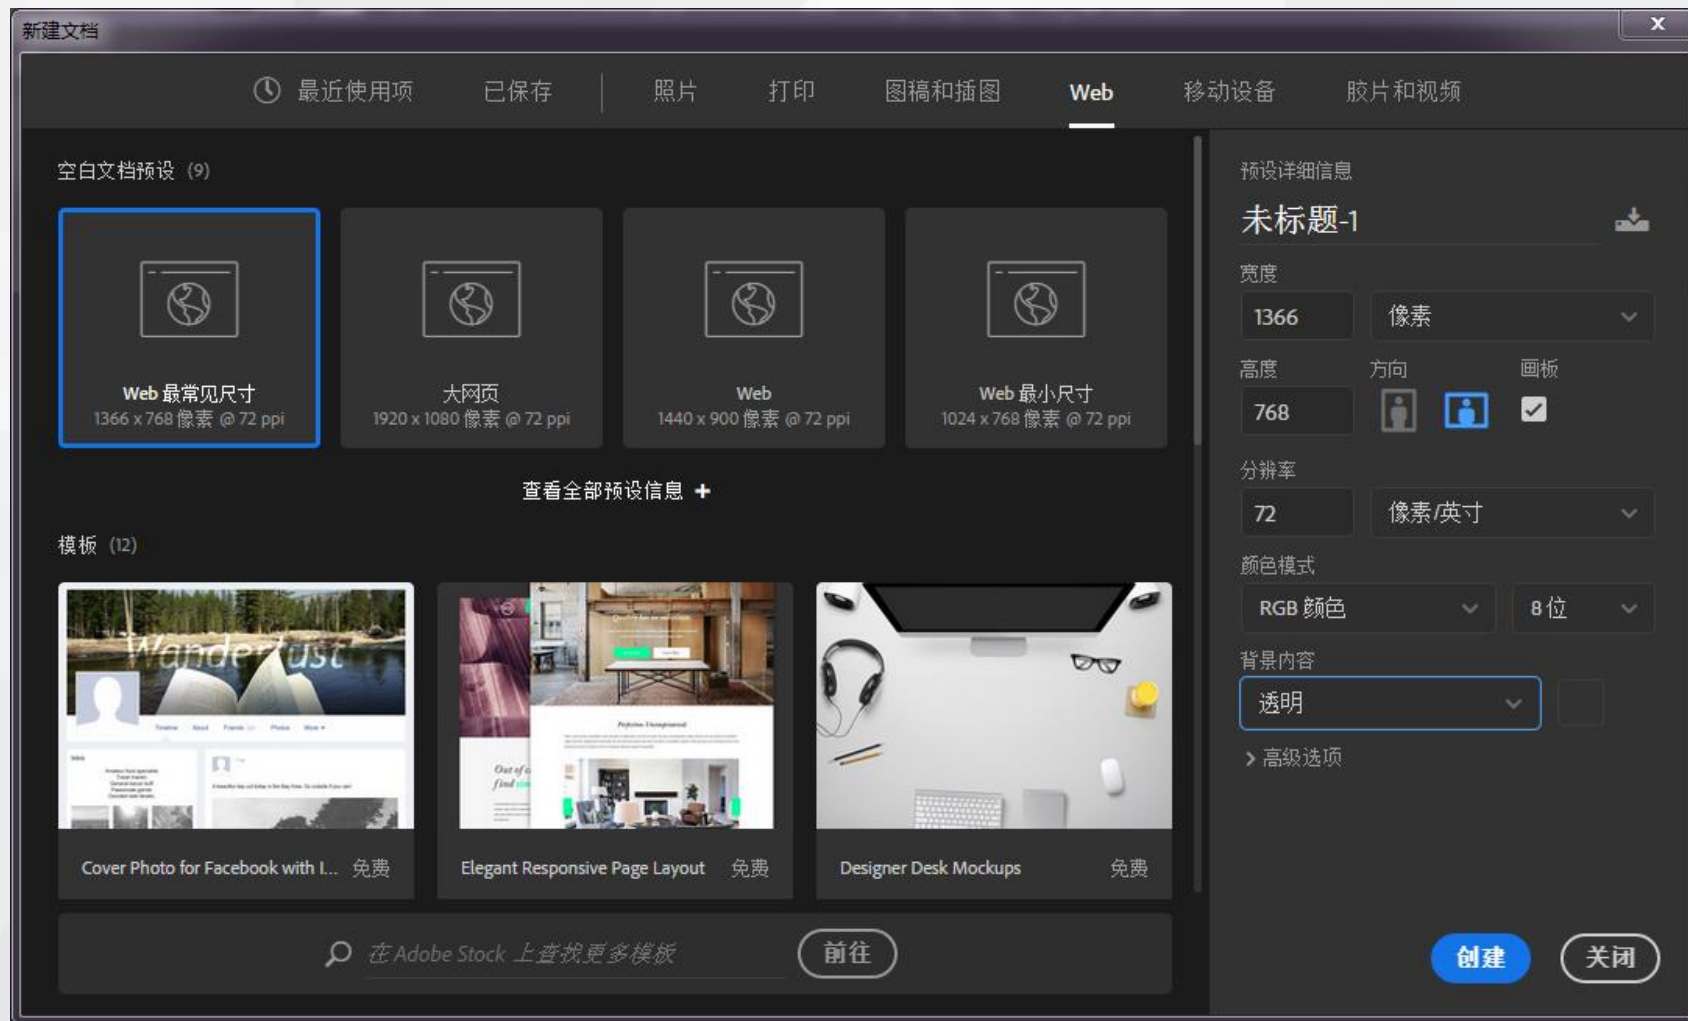 新建文档
x
最近使用项 已保存 照片 打印 图稿和插图 Web 移动设备 胶片和视频
空白文档预设 (9)
Web 最常见尺寸
1366 x 768 像素 @ 72 ppi
大网页
1920 x 1080 像素 @ 72 ppi
Web
1440 x 900 像素 @ 72 ppi
Web 最小尺寸
1024 x 768 像素 @ 72 ppi
查看全部预设信息 +
模板 (12)
Wanderlust
Timeline About Friends Photos More
Out of
find
Cover Photo for Facebook with I... 免费
Elegant Responsive Page Layout 免费
Designer Desk Mockups 免费
在 Adobe Stock 上查找更多模板
前往
预设详细信息
未标题-1
宽度
1366 像素
高度 方向 画板
768
分辨率
72 像素/英寸
颜色模式
RGB 颜色 8 位
背景内容
透明
高级选项
创建 关闭